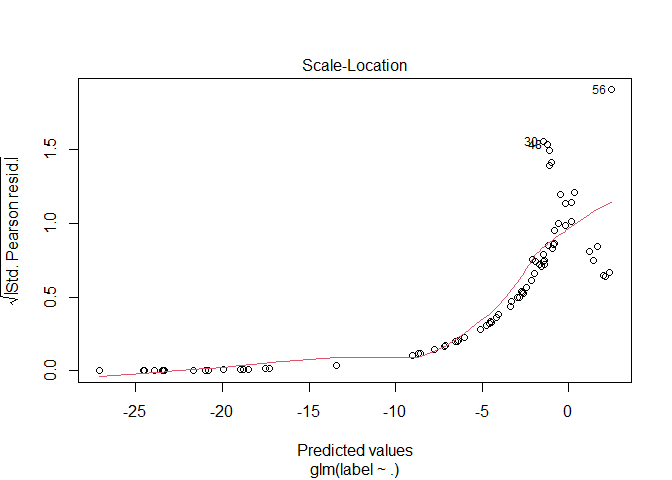 Scale-Location
√|Std. Pearson resid.|
0.0 0.5 1.0 1.5
56
30
-25 -20 -15 -10 -5 0
Predicted values
glm(label ~ .)